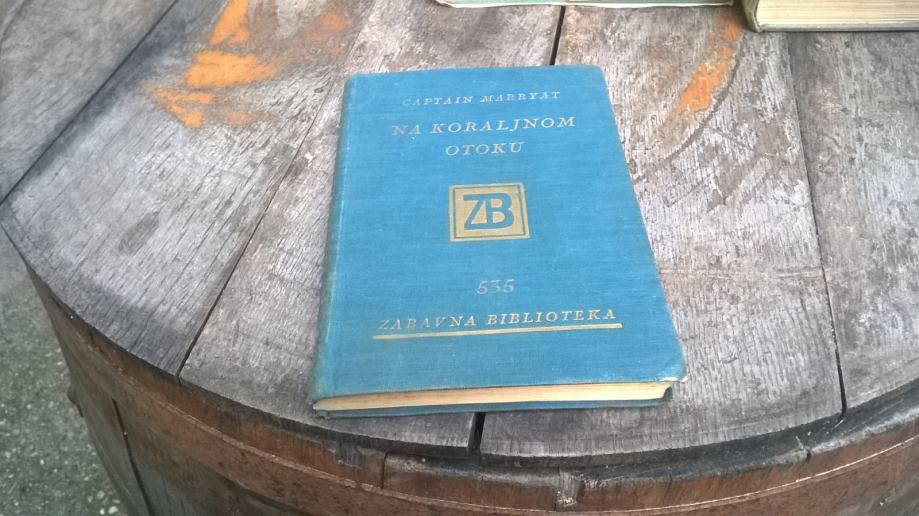 CAPTAIN MARRYAT
NA KORALJNOM
OTOKU
ZB
535
ZABAVNA BIBLIOTEKA